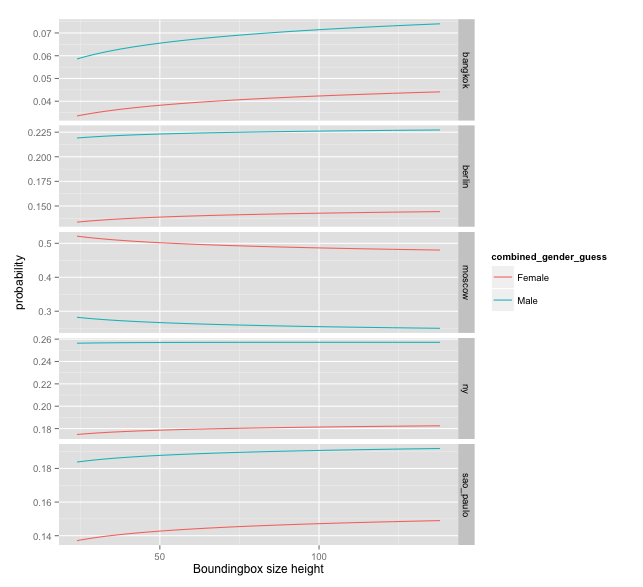 0.07
0.06
0.05
0.04
bangkok
0.225
0.200
0.175
0.150
berlin
0.5
0.4
0.3
moscow
0.26
0.24
0.22
0.20
0.18
ny
0.18
0.16
0.14
sao_paulo
50
100
Boundingbox size height
probability
combined_gender_guess
Female
Male